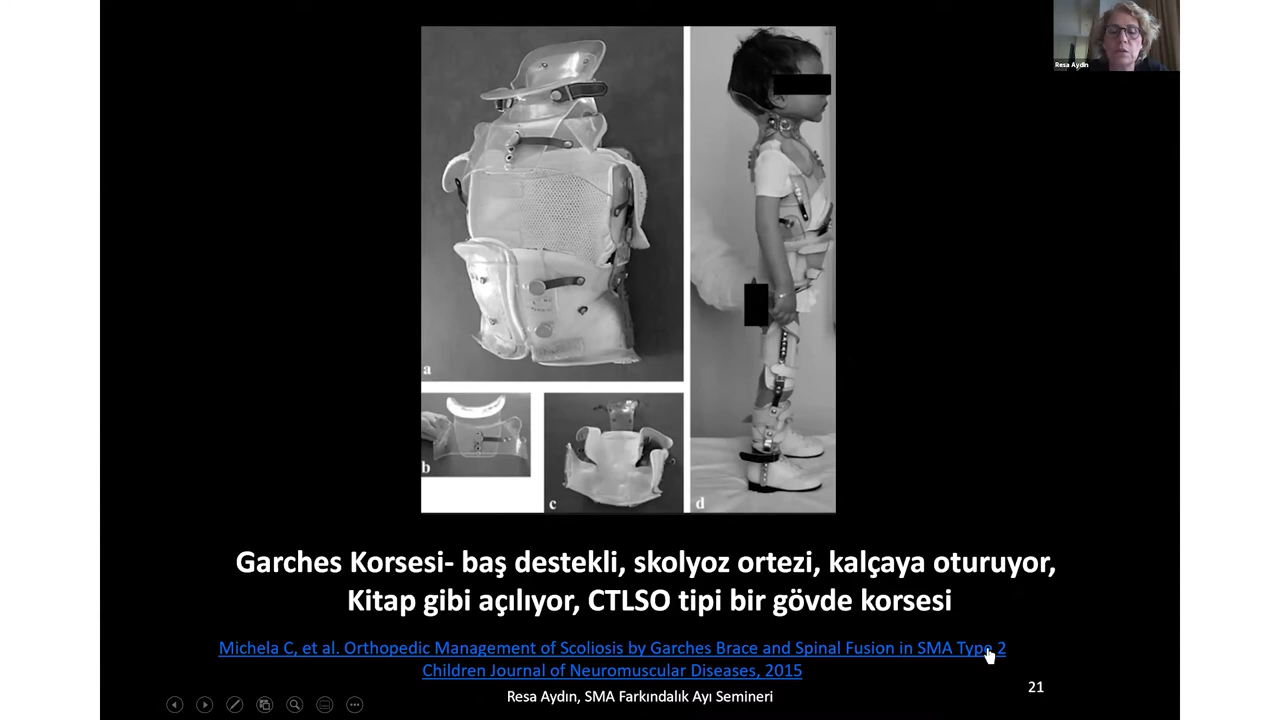 Resa Aydın
a
b
c
d
Garches Korsesi- baş destekli, skolyoz ortezi, kalçaya oturuyor,
Kitap gibi açılıyor, CTLSO tipi bir gövde korsesi
Michela C, et al. Orthopedic Management of Scoliosis by Garches Brace and Spinal Fusion in SMA Type 2
Children Journal of Neuromuscular Diseases, 2015
21
Resa Aydın, SMA Farkındalık Ayı Semineri